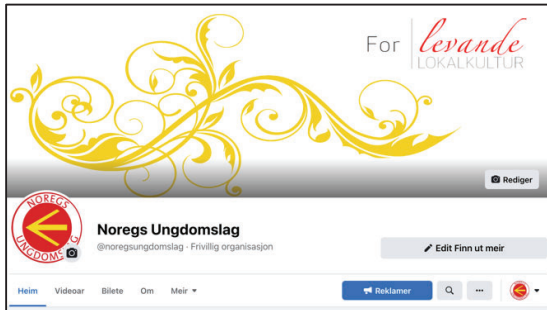 For levande
LOKALKULTUR
Rediger
NOREGS
UNGDOMSLAG
Noregs Ungdomslag
@noregsungdomslag · Frivillig organisasjon
Edit Finn ut meir
Heim Videoar Bilete Om Meir
Reklamer